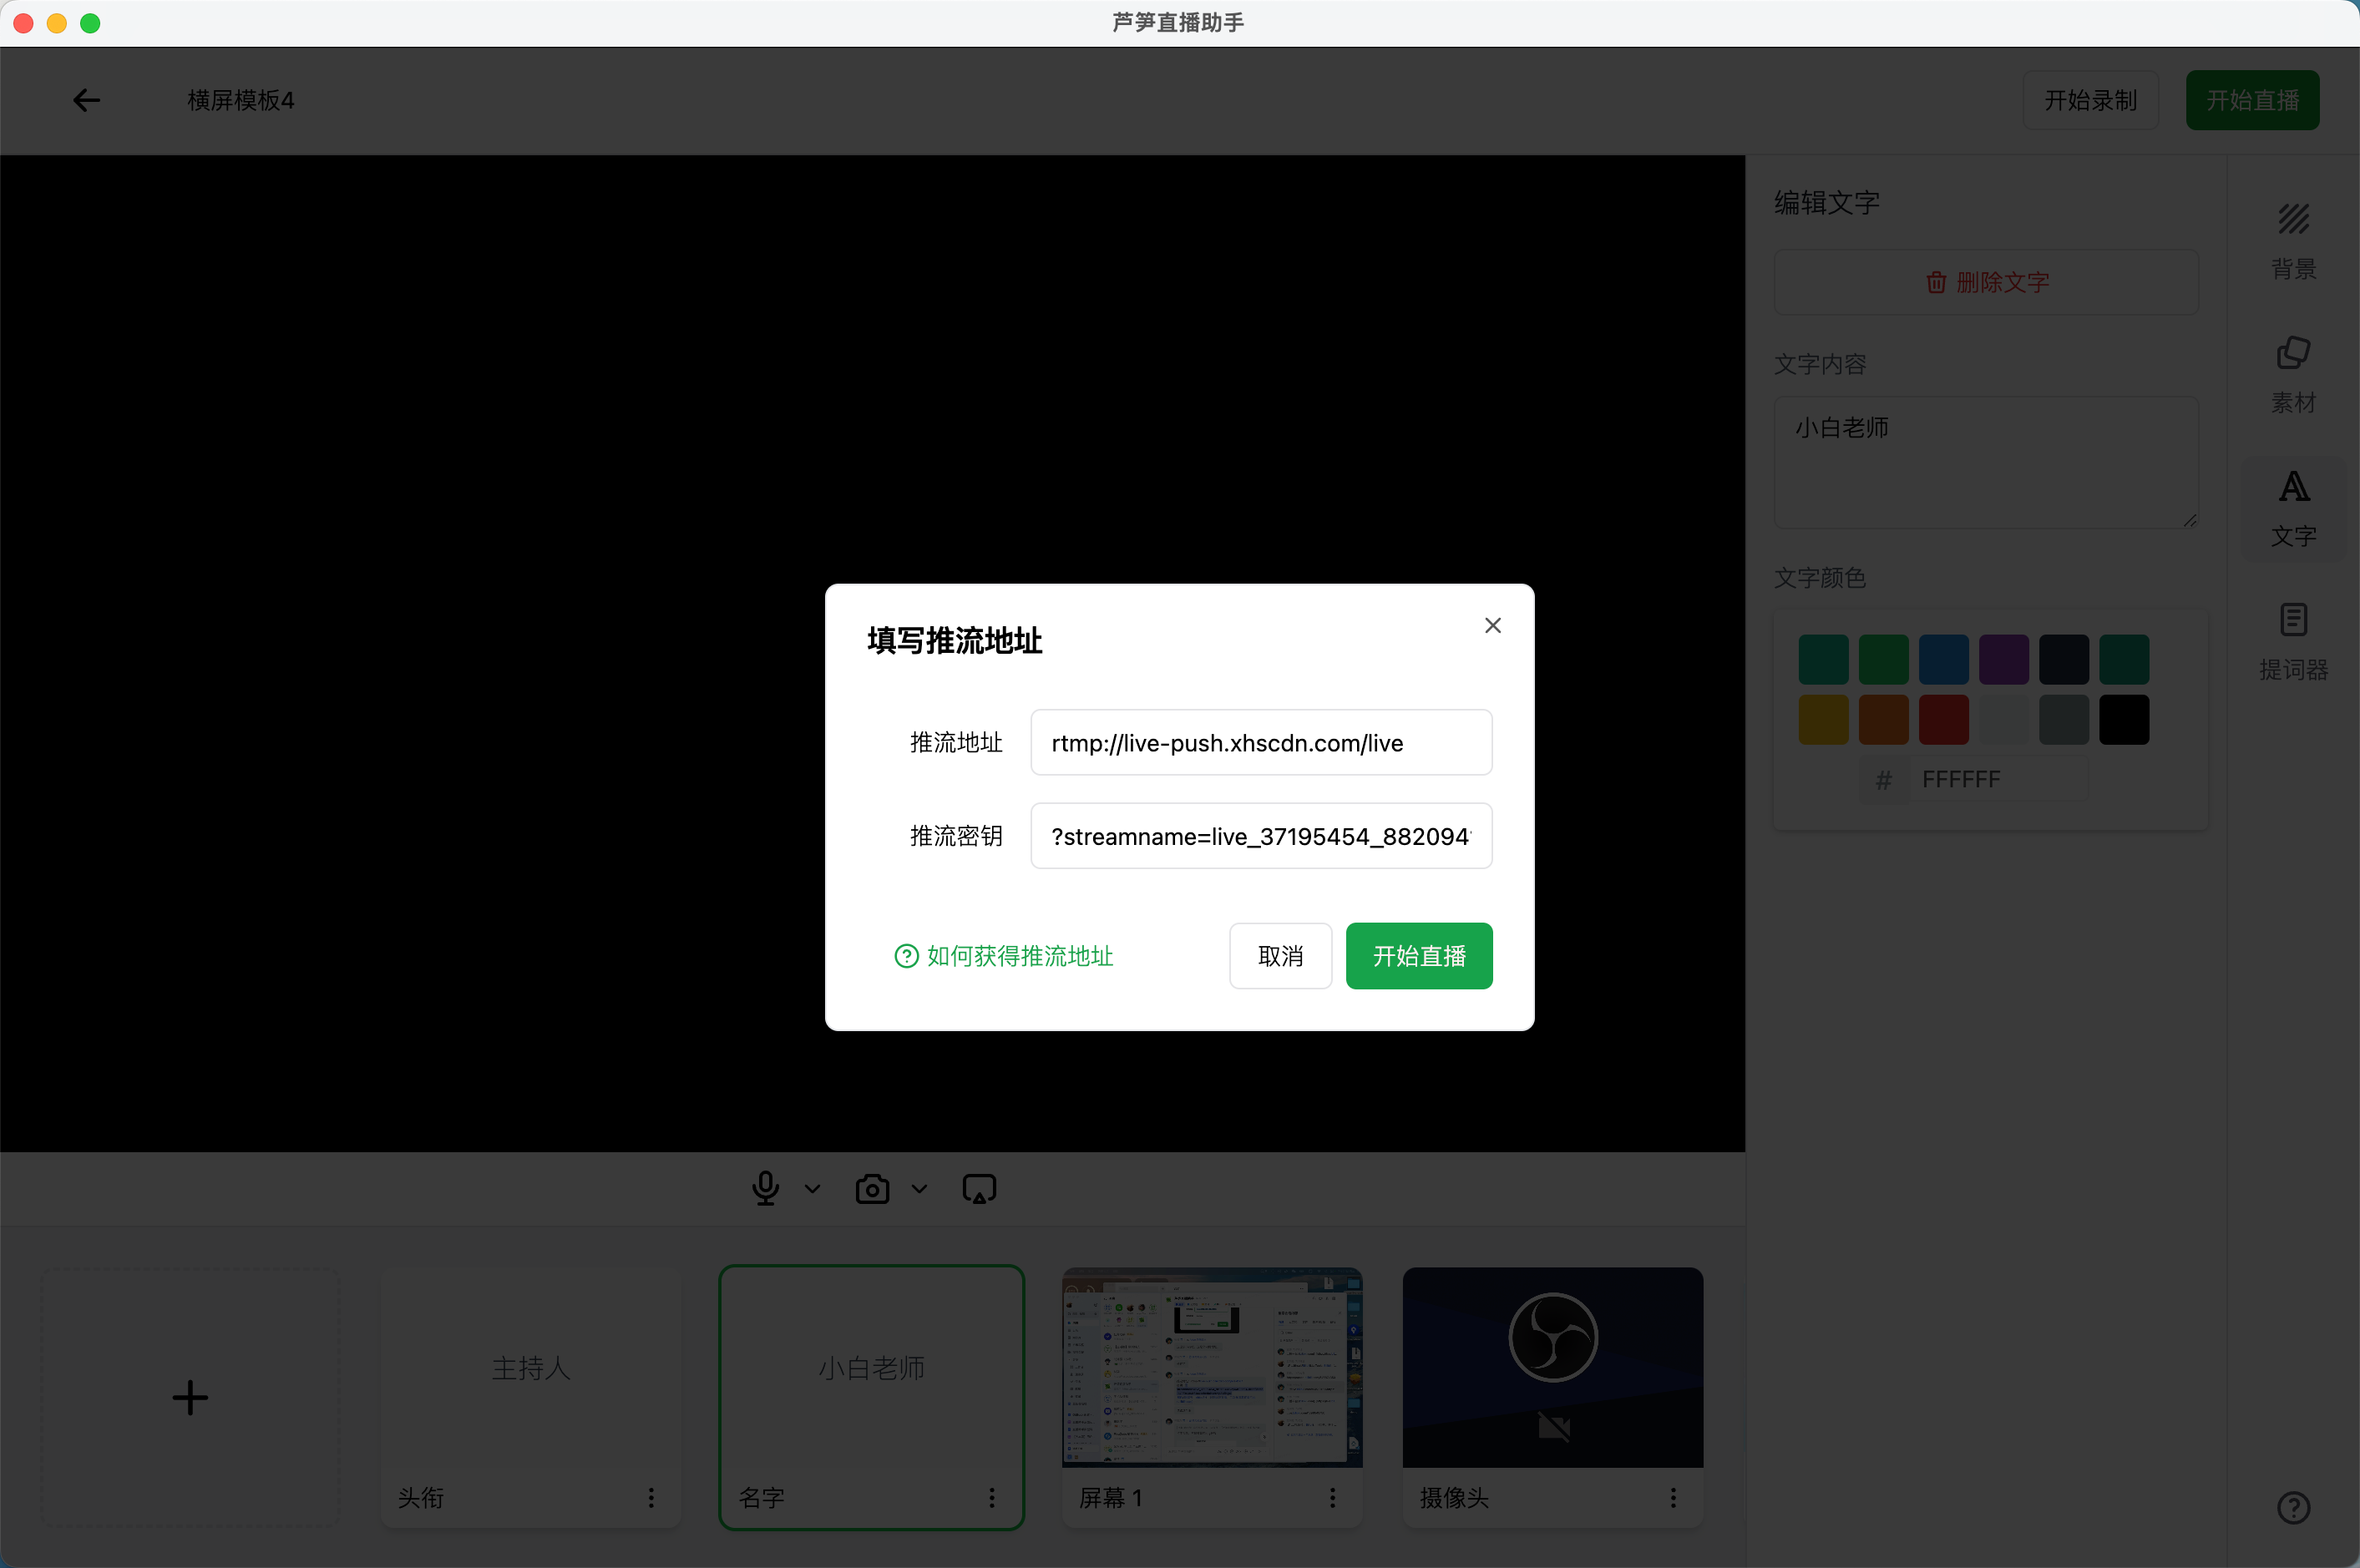 芦笋直播助手
横屏模板4
开始录制
开始直播
编辑文字
删除文字
文字内容
小白老师
文字颜色
# FFFFFF
背景
素材
文字
提词器
填写推流地址
推流地址
rtmp://live-push.xhscdn.com/live
推流密钥
?streamname=live_37195454_882094
如何获得推流地址
取消
开始直播
主持人
头衔
小白老师
名字
屏幕 1
摄像头